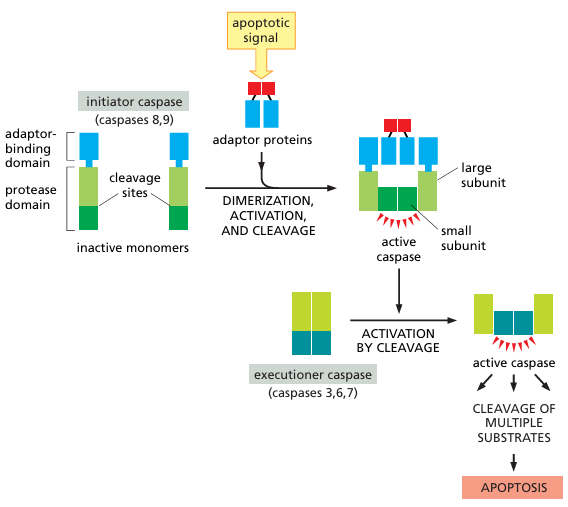 apoptotic
signal
initiator caspase
(caspases 8,9)
adaptor-
binding
domain
adaptor proteins
protease
domain
cleavage
sites
large
subunit
DIMERIZATION,
ACTIVATION,
AND CLEAVAGE
inactive monomers
small
subunit
active
caspase
ACTIVATION
BY CLEAVAGE
executioner caspase
(caspases 3,6,7)
active caspase
CLEAVAGE OF
MULTIPLE
SUBSTRATES
APOPTOSIS